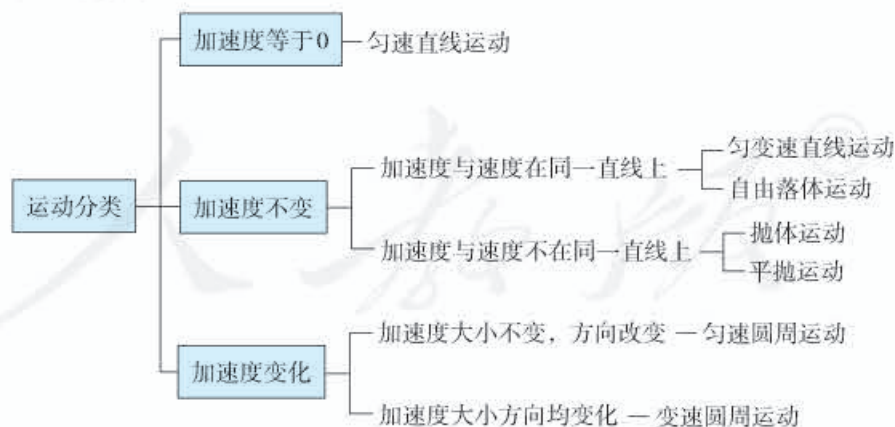 运动分类
加速度等于0
匀速直线运动
加速度不变
加速度与速度在同一直线上
匀变速直线运动
自由落体运动
加速度与速度不在同一直线上
抛体运动
平抛运动
加速度变化
加速度大小不变，方向改变
匀速圆周运动
加速度大小方向均变化
变速圆周运动